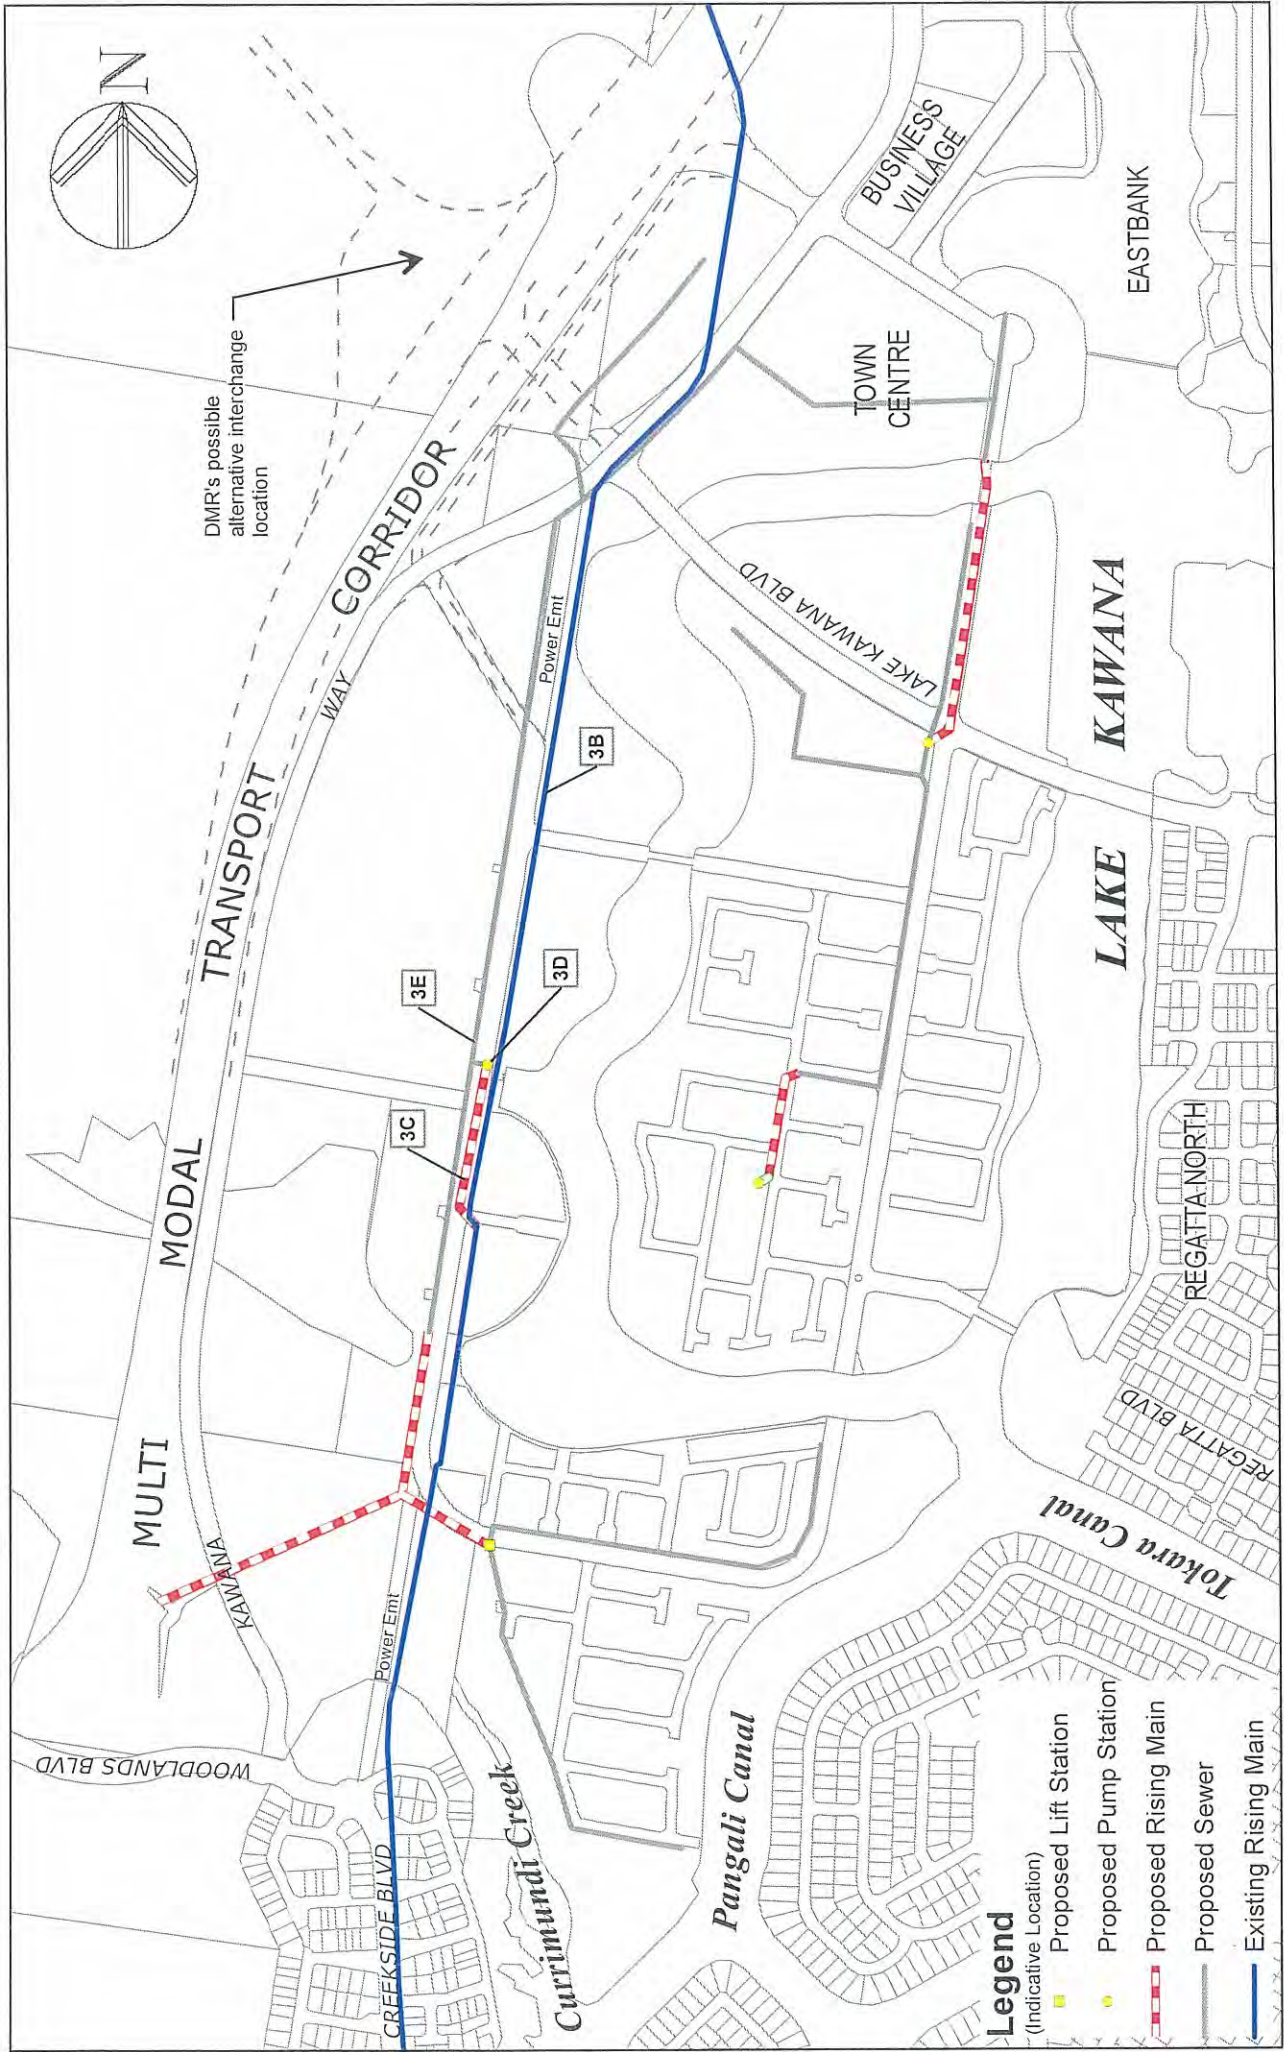 N
DMR's possible
alternative interchange
location
MULTI MODAL TRANSPORT CORRIDOR
KAWANA WAY
WOODLANDS BLVD
CREEKSIDE BLVD
Power Emt
Power Emt
3B
3C
3D
3E
BUSINESS
VILLAGE
EASTBANK
TOWN
CENTRE
LAKE KAWANA BLVD
LAKE KAWANA
REGATTA NORTH
REGATTA BLVD
Tokara Canal
Pangali Canal
Currimundi Creek
Legend
(Indicative Location)
Proposed Lift Station
Proposed Pump Station
Proposed Rising Main
Proposed Sewer
Existing Rising Main